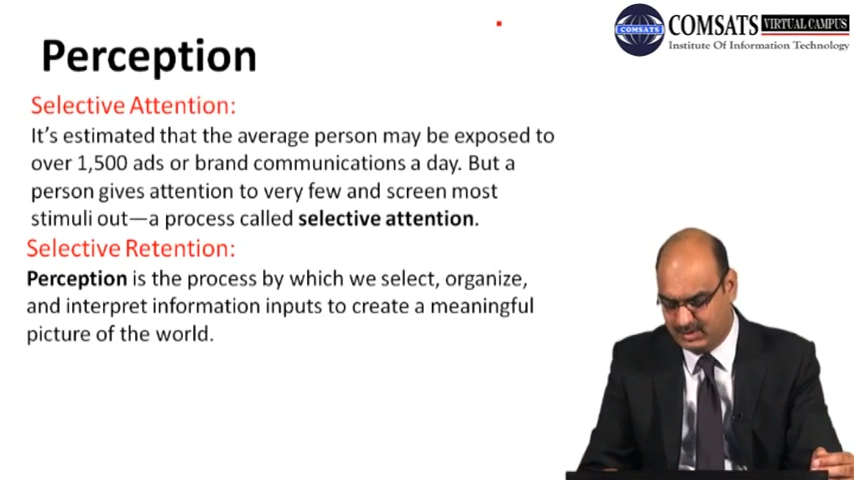 COMSATS VIRTUAL CAMPUS
COMSATS Institute Of Information Technology
Perception
Selective Attention:
It's estimated that the average person may be exposed to
over 1,500 ads or brand communications a day. But a
person gives attention to very few and screen most
stimuli out—a process called selective attention.
Selective Retention:
Perception is the process by which we select, organize,
and interpret information inputs to create a meaningful
picture of the world.